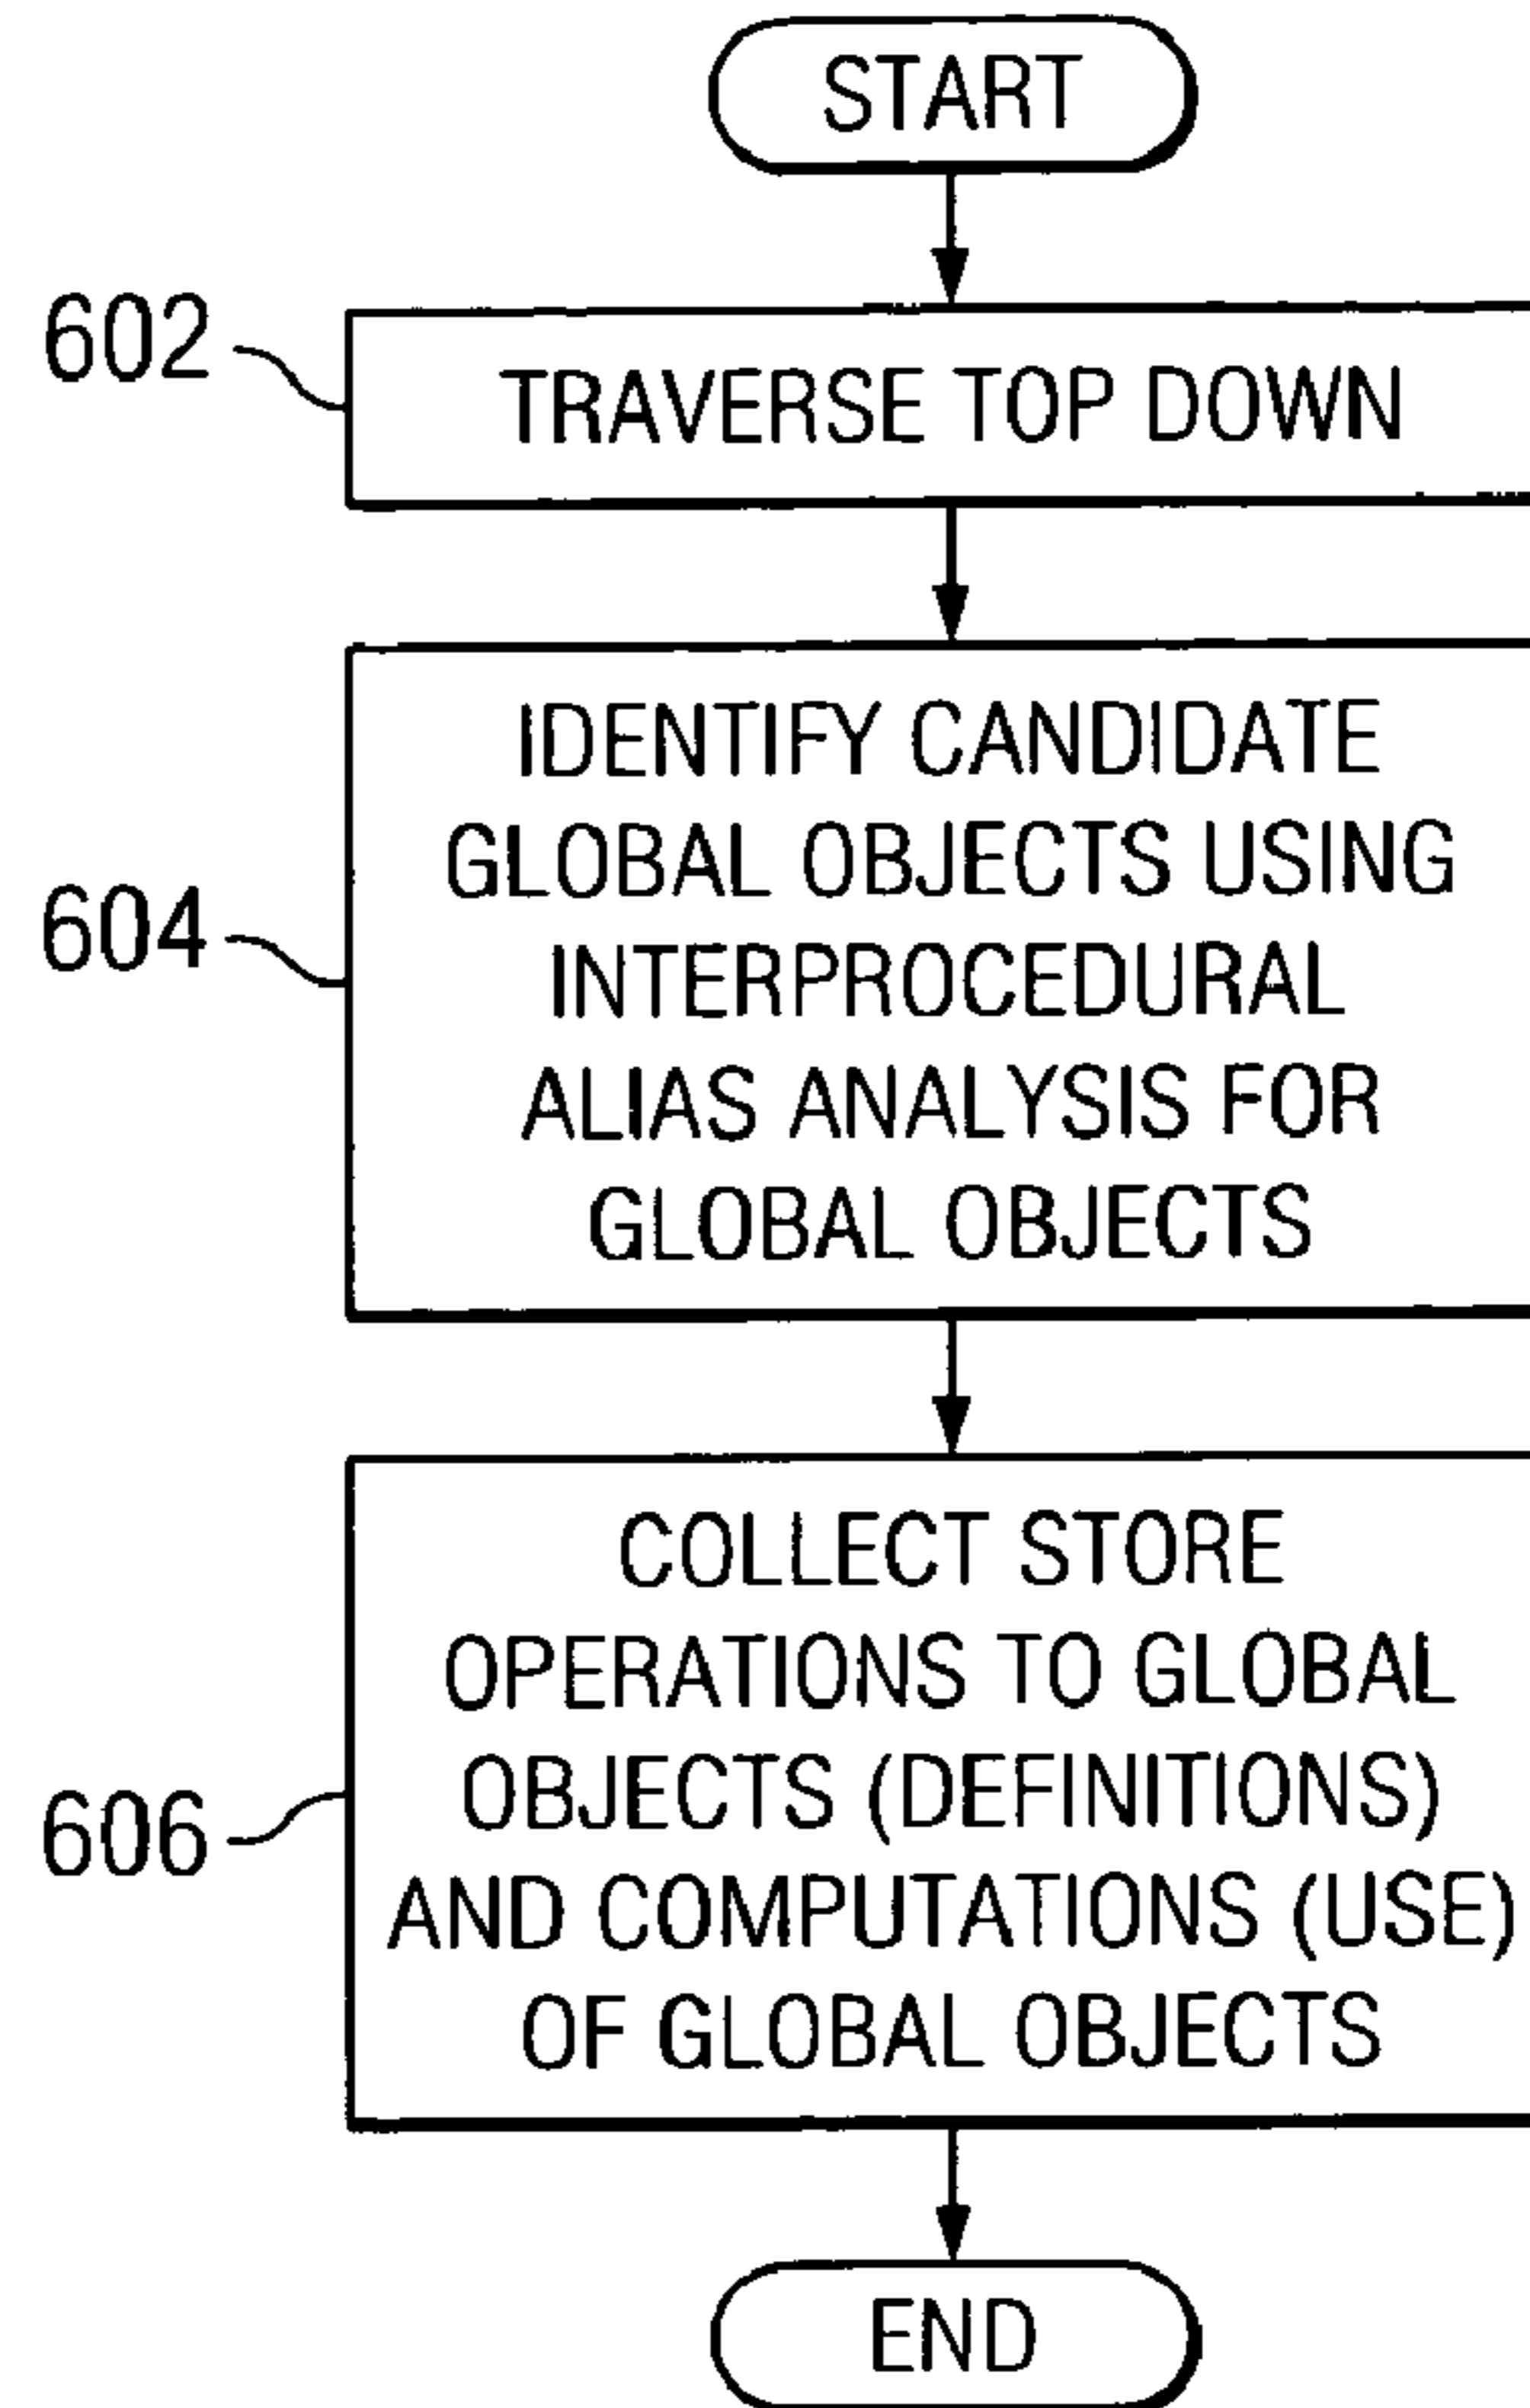 START
602
TRAVERSE TOP DOWN
604
IDENTIFY CANDIDATE
GLOBAL OBJECTS USING
INTERPROCEDURAL
ALIAS ANALYSIS FOR
GLOBAL OBJECTS
606
COLLECT STORE
OPERATIONS TO GLOBAL
OBJECTS (DEFINITIONS)
AND COMPUTATIONS (USE)
OF GLOBAL OBJECTS
END